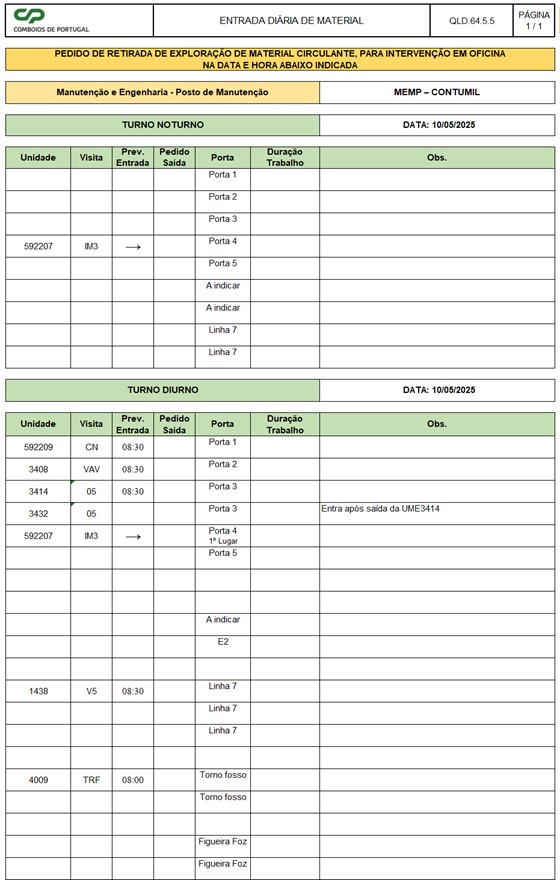 CP
COMBOIOS DE PORTUGAL
ENTRADA DIÁRIA DE MATERIAL
QLD.64.5.5
PÁGINA
1 / 1
PEDIDO DE RETIRADA DE EXPLORAÇÃO DE MATERIAL CIRCULANTE, PARA INTERVENÇÃO EM OFICINA
NA DATA E HORA ABAIXO INDICADA
Manutenção e Engenharia - Posto de Manutenção MEMP – CONTUMIL
TURNO NOTURNO DATA: 10/05/2025
Unidade Visita Prev. Entrada Pedido Saída Porta Duração Trabalho Obs.
Porta 1
Porta 2
Porta 3
592207 IM3 → Porta 4
Porta 5
A indicar
A indicar
Linha 7
Linha 7
TURNO DIURNO DATA: 10/05/2025
Unidade Visita Prev. Entrada Pedido Saída Porta Duração Trabalho Obs.
592209 CN 08:30 Porta 1
3408 VAV 08:30 Porta 2
3414 05 08:30 Porta 3
3432 05 Porta 3 Entra após saída da UME3414
592207 IM3 → Porta 4
1º Lugar
Porta 5
A indicar
E2
1438 V5 08:30 Linha 7
Linha 7
Linha 7
4009 TRF 08:00 Torno fosso
Torno fosso
Figueira Foz
Figueira Foz